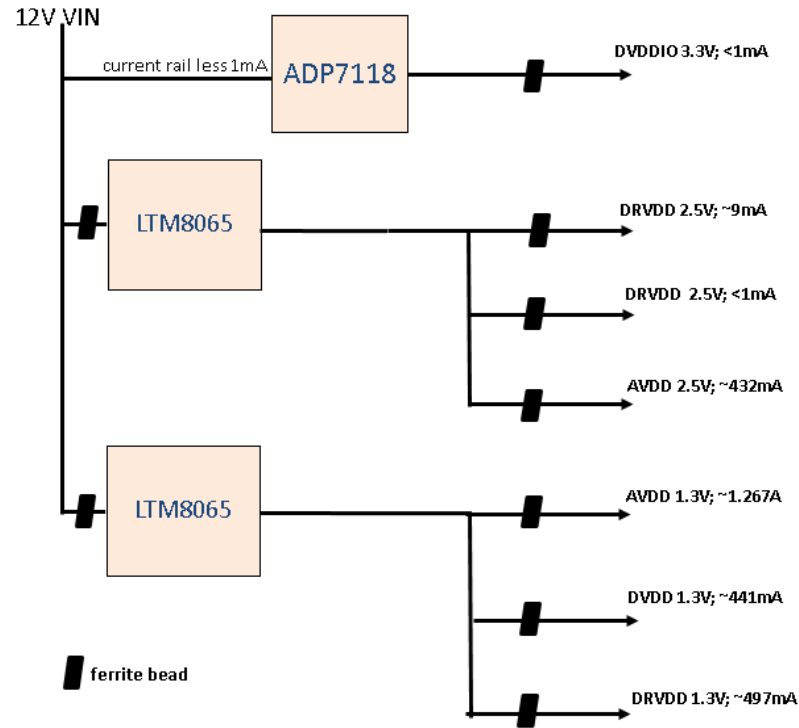 12V VIN
current rail less 1mA
ADP7118
DVDDIO 3.3V; <1mA
LTM8065
DRVDD 2.5V; ~9mA
DRVDD 2.5V; <1mA
AVDD 2.5V; ~432mA
LTM8065
AVDD 1.3V; ~1.267A
DVDD 1.3V; ~441mA
ferrite bead
DRVDD 1.3V; ~497mA